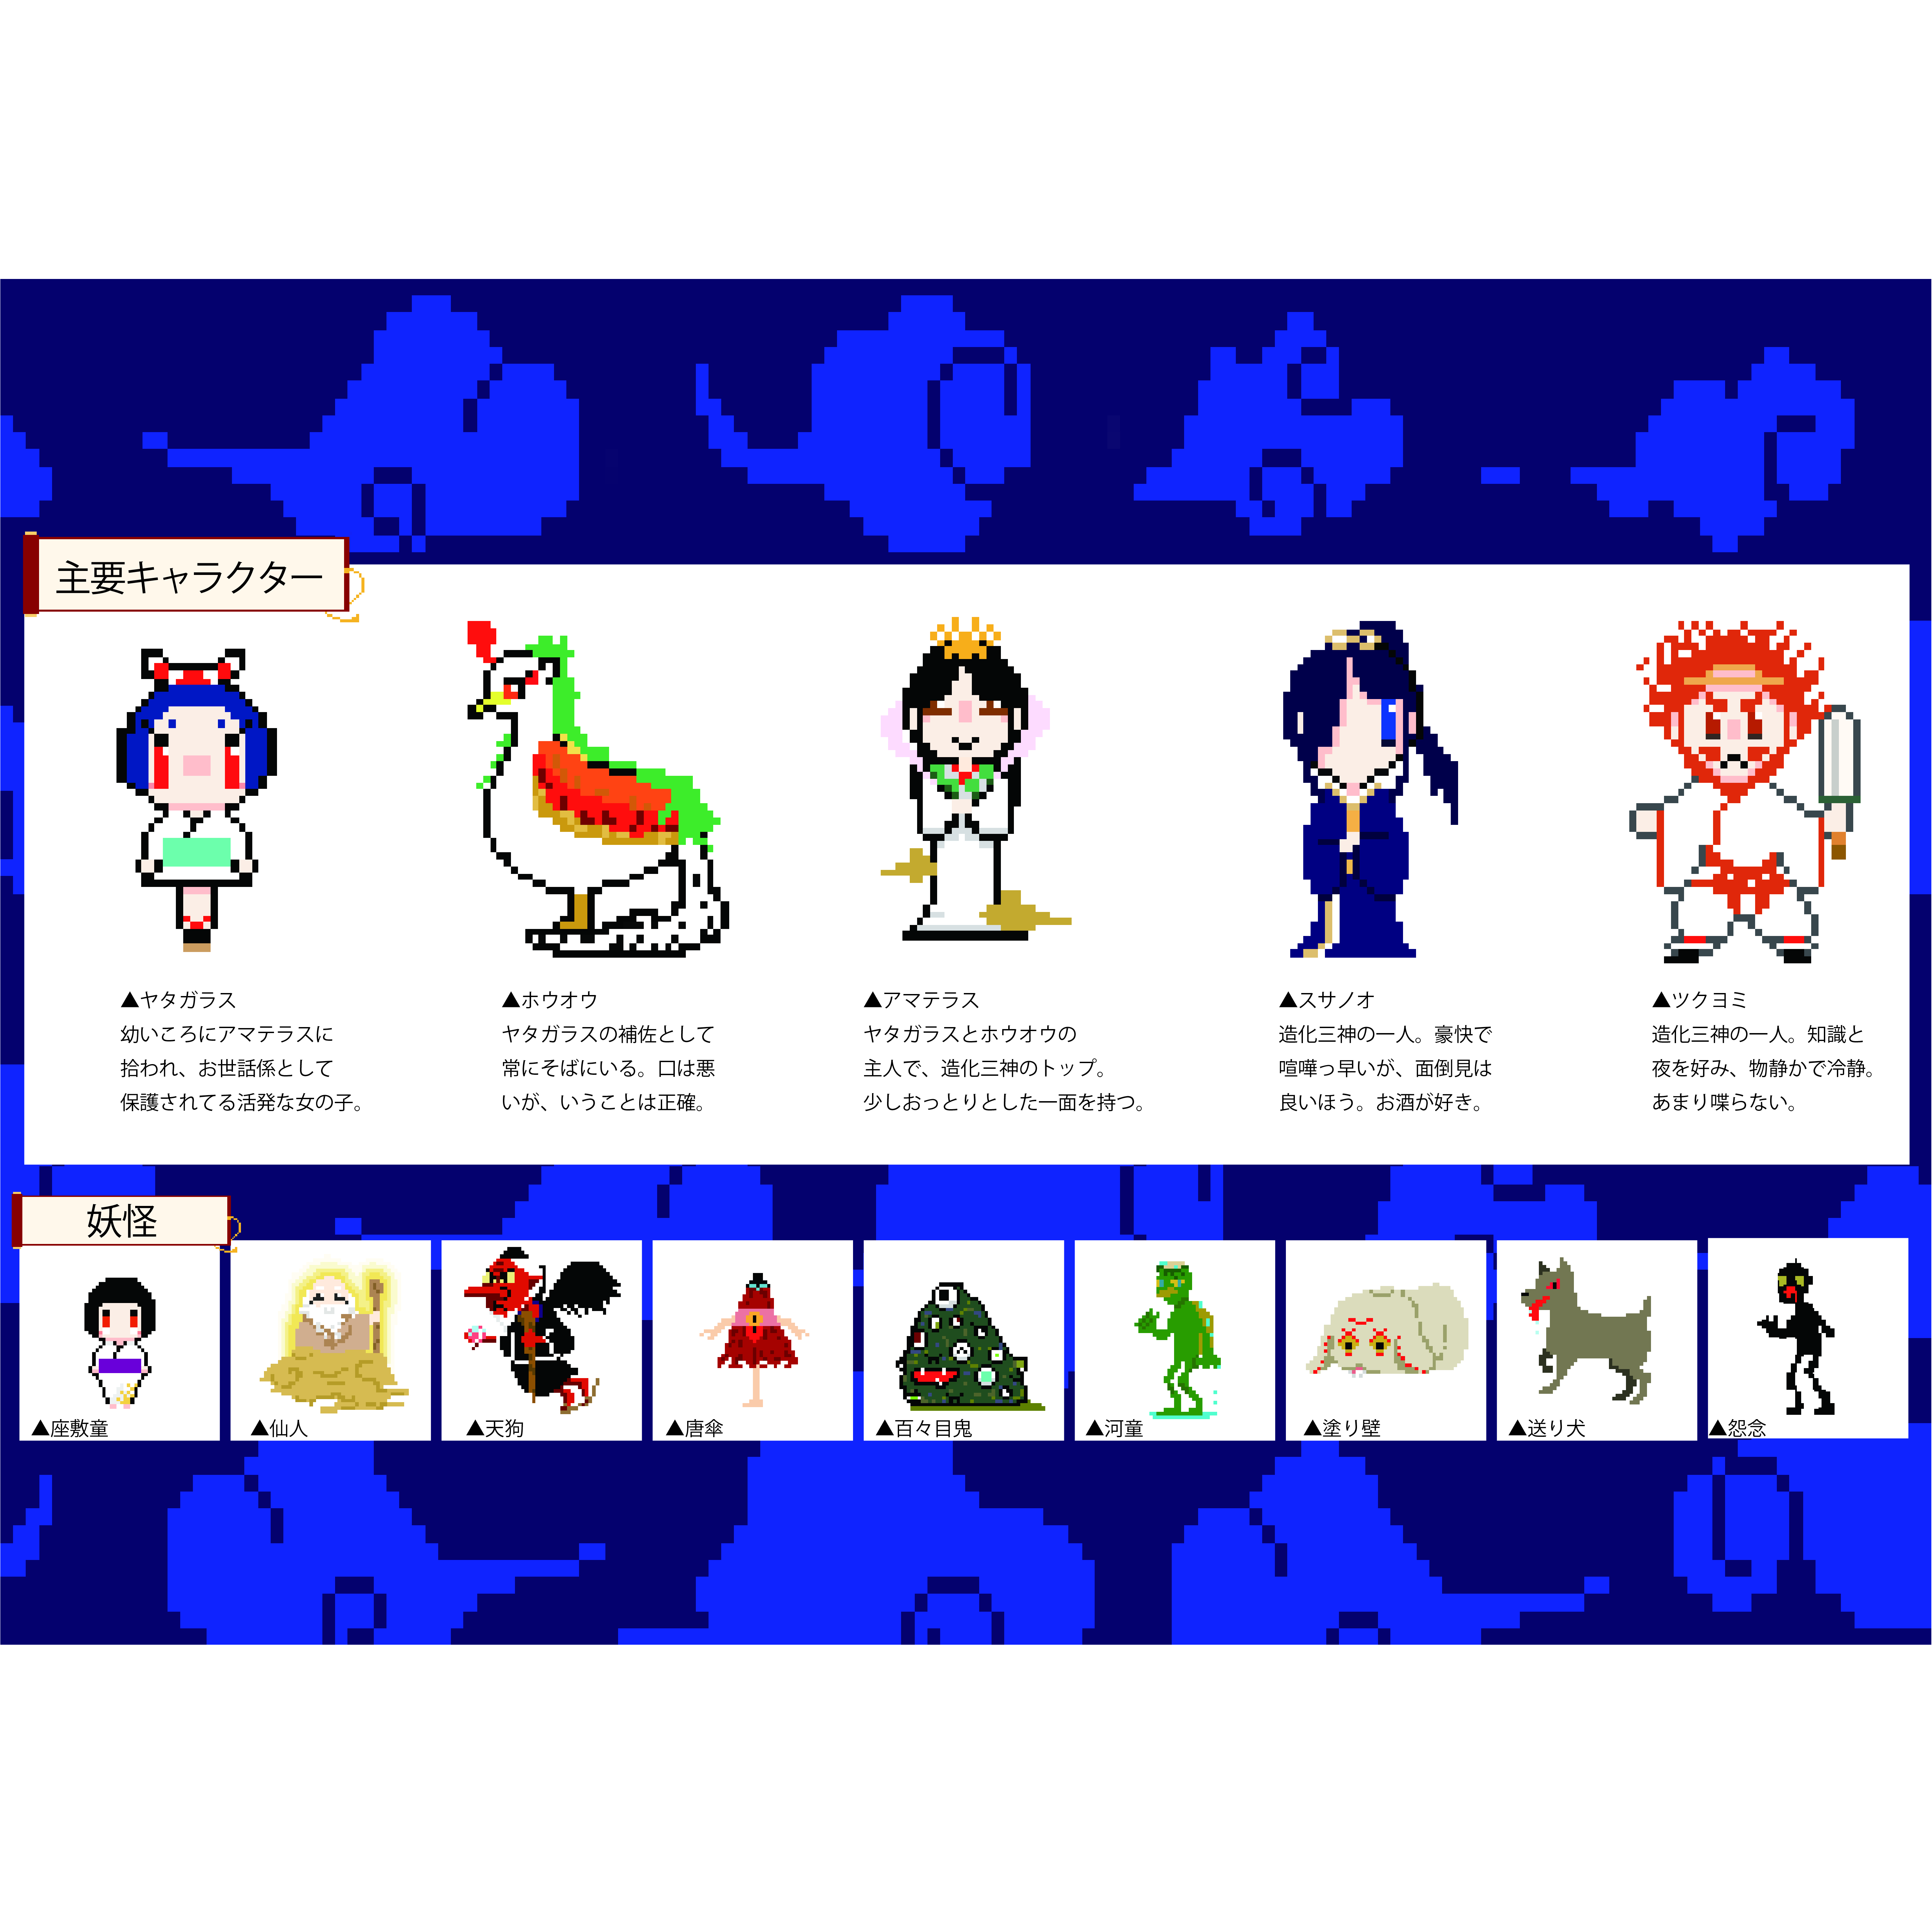 主要キャラクター
▲ヤタガラス
幼いころにアマテラスに
拾われ、お世話係として
保護されてる活発な女の子。
▲ホウオウ
ヤタガラスの補佐として
常にそばにいる。口は悪
いが、いうことは正確。
▲アマテラス
ヤタガラスとホウオウの
主人で、造化三神のトップ。
少しおっとりとした一面を持つ。
▲スサノオ
造化三神の一人。豪快で
喧嘩っ早いが、面倒見は
良いほう。お酒が好き。
▲ツクヨミ
造化三神の一人。知識と
夜を好み、物静かで冷静。
あまり喋らない。
妖怪
▲座敷童
▲仙人
▲天狗
▲唐傘
▲百々目鬼
▲河童
▲塗り壁
▲送り犬
▲怨念